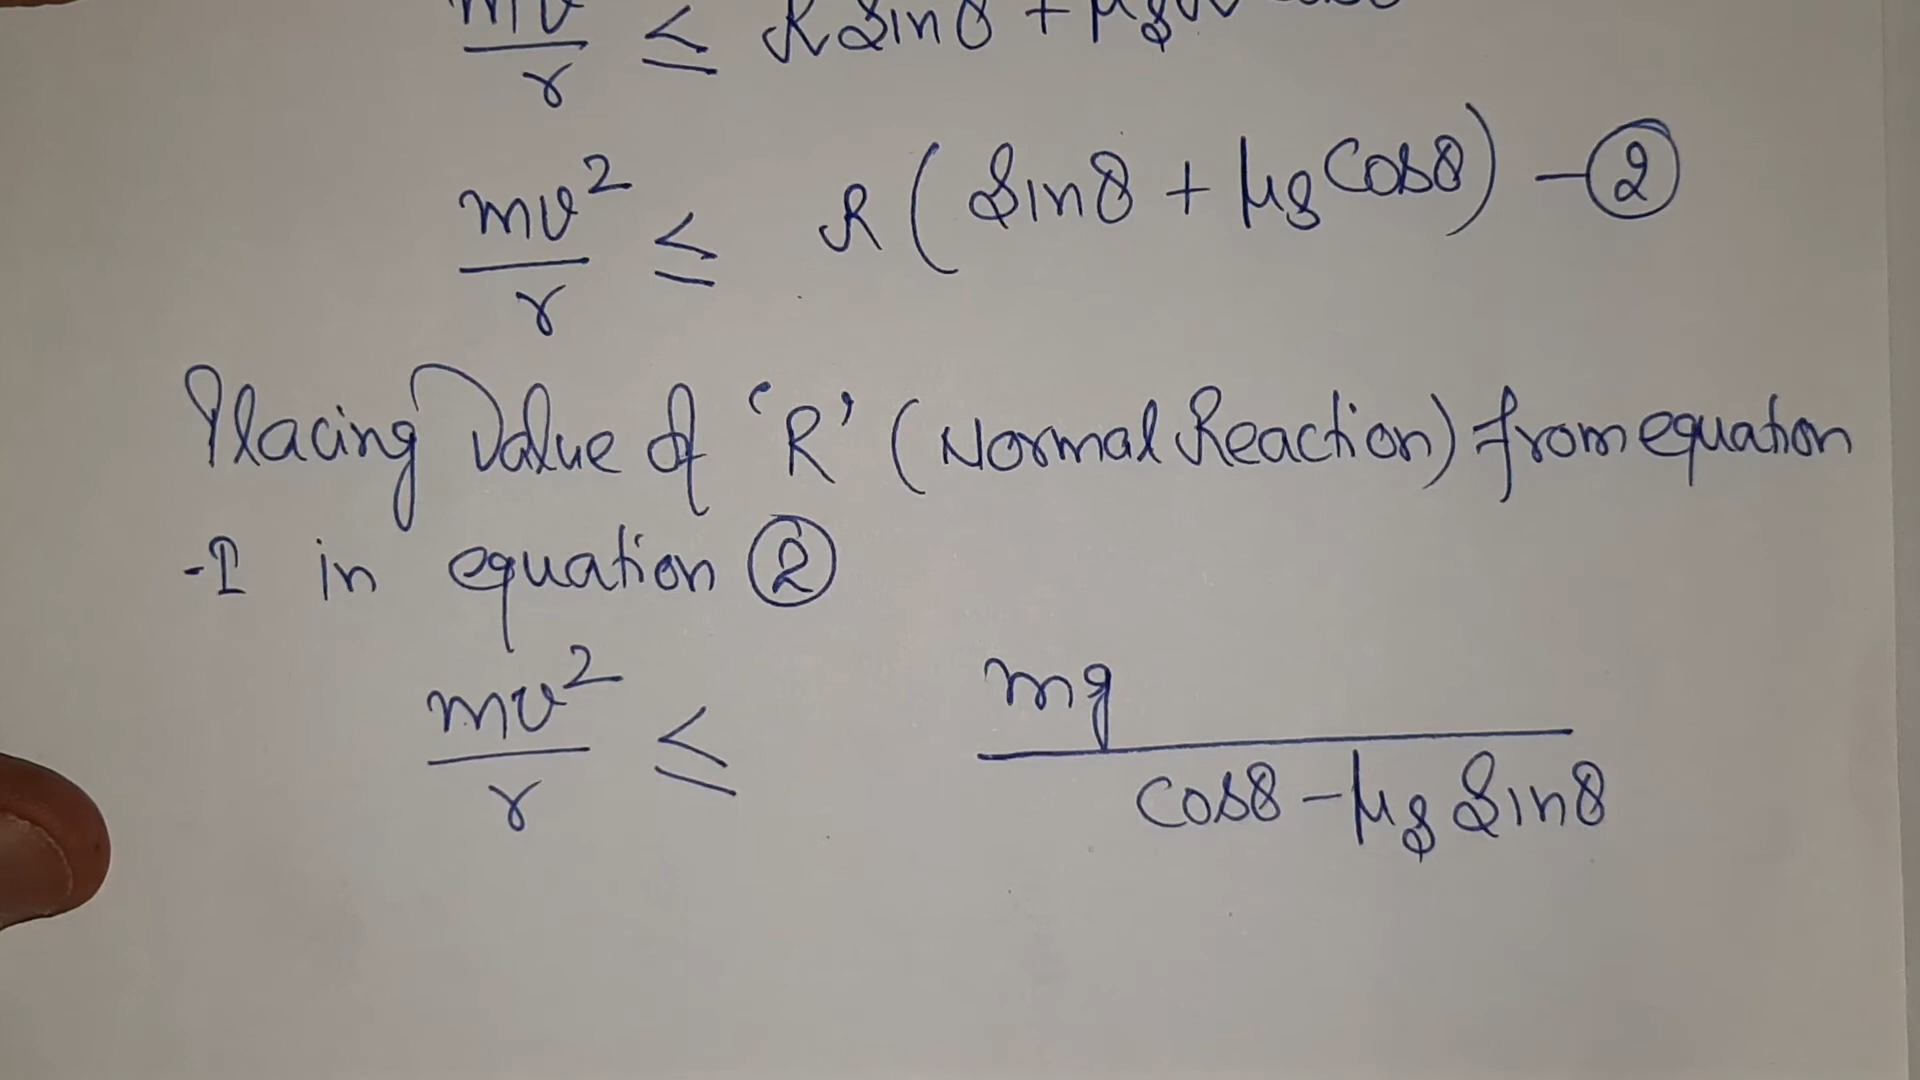 mv
r
≤ R Sinθ + μs
mv²
r
≤ R ( Sinθ + μs Cosθ ) - ②
Placing Value of 'R' ( Normal Reaction) from equation
-1 in equation ②
mv²
r
≤
mg
cosθ - μs Sinθ